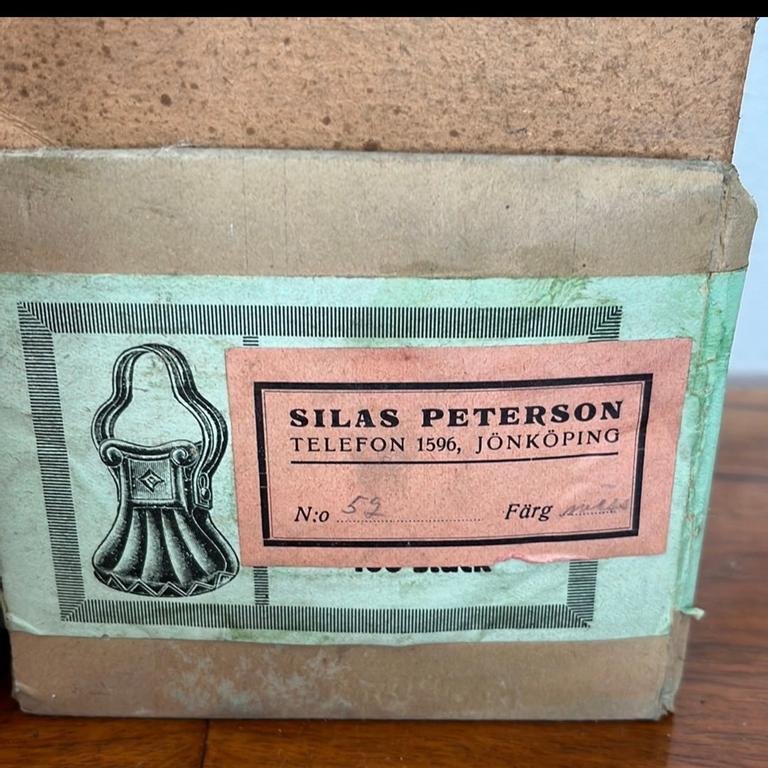 SILAS PETERSON
TELEFON 1596, JÖNKÖPING
N:o 52 Färg